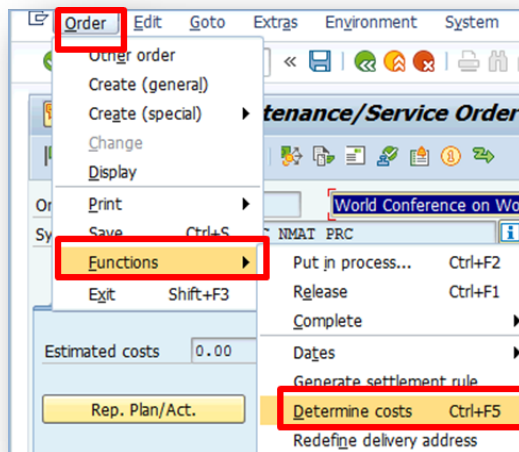 Order Edit Goto Extras Environment System
Other order
«
Create (general)
Create (special)
tenance/Service Order
Change
Display
Or
World Conference on Wo
Print
Sy
Save Ctrl+S
NMAT PRC
Functions
Put in process... Ctrl+F2
Exit Shift+F3
Release Ctrl+F1
Complete
Estimated costs 0.00
Dates
Generate settlement rule
Rep. Plan/Act.
Determine costs Ctrl+F5
Redefine delivery address